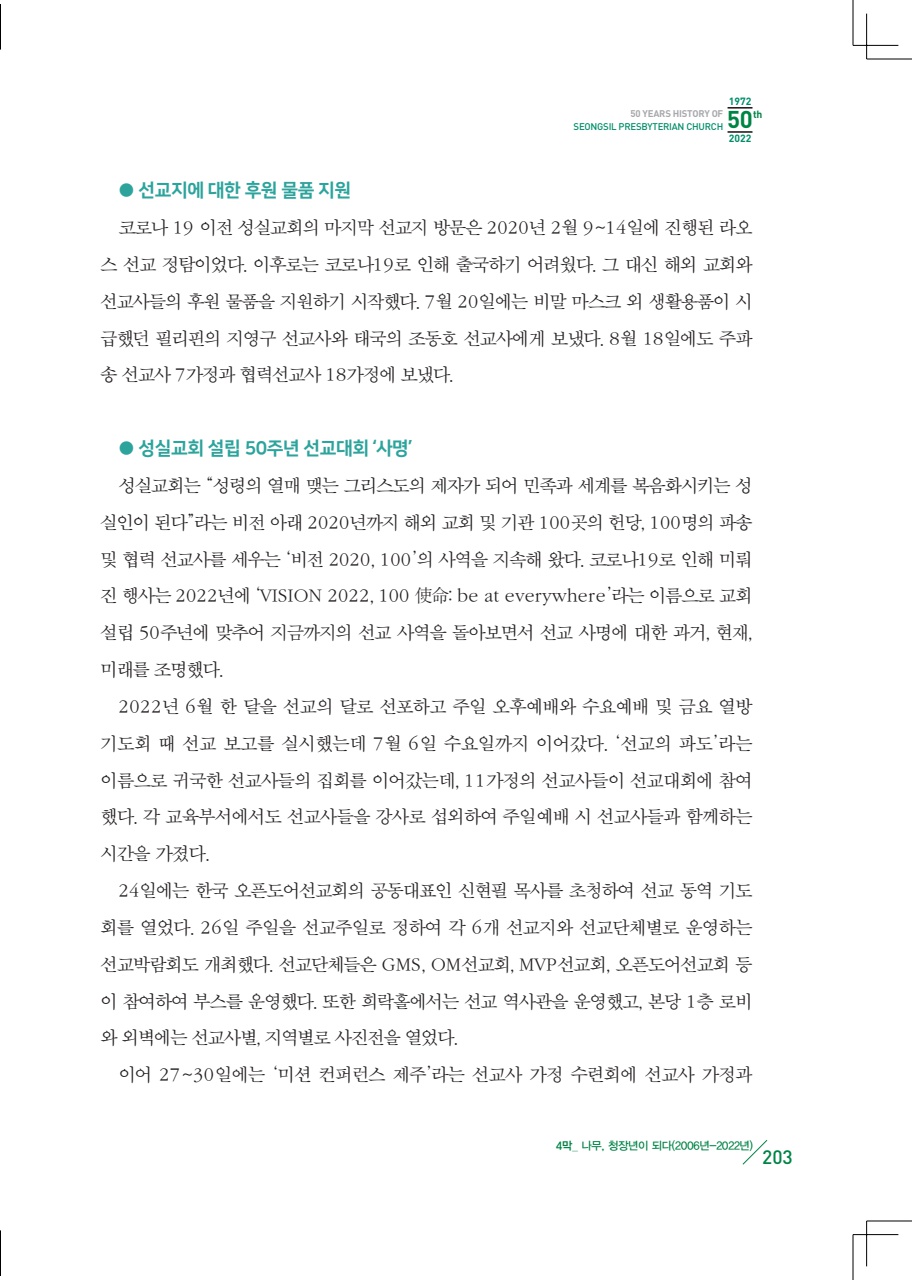 1972
50 YEARS HISTORY OF
SEONGSIL PRESBYTERIAN CHURCH
50th
2022
● 선교지에 대한 후원 물품 지원
코로나 19 이전 성실교회의 마지막 선교지 방문은 2020년 2월 9~14일에 진행된 라오
스 선교 정탐이었다. 이후로는 코로나19로 인해 출국하기 어려웠다. 그 대신 해외 교회와
선교사들의 후원 물품을 지원하기 시작했다. 7월 20일에는 비말 마스크 외 생활용품이 시
급했던 필리핀의 지영구 선교사와 태국의 조동호 선교사에게 보냈다. 8월 18일에도 주파
송 선교사 7가정과 협력선교사 18가정에 보냈다.
● 성실교회 설립 50주년 선교대회 ‘사명’
성실교회는 “성령의 열매 맺는 그리스도의 제자가 되어 민족과 세계를 복음화시키는 성
실인이 된다”라는 비전 아래 2020년까지 해외 교회 및 기관 100곳의 헌당, 100명의 파송
및 협력 선교사를 세우는 ‘비전 2020, 100’의 사역을 지속해 왔다. 코로나19로 인해 미뤄
진 행사는 2022년에 ‘VISION 2022, 100 使命: be at everywhere’라는 이름으로 교회
설립 50주년에 맞추어 지금까지의 선교 사역을 돌아보면서 선교 사명에 대한 과거, 현재,
미래를 조명했다.
2022년 6월 한 달을 선교의 달로 선포하고 주일 오후예배와 수요예배 및 금요 열방
기도회 때 선교 보고를 실시했는데 7월 6일 수요일까지 이어갔다. ‘선교의 파도’라는
이름으로 귀국한 선교사들의 집회를 이어갔는데, 11가정의 선교사들이 선교대회에 참여
했다. 각 교육부서에서도 선교사들을 강사로 섭외하여 주일예배 시 선교사들과 함께하는
시간을 가졌다.
24일에는 한국 오픈도어선교회의 공동대표인 신현필 목사를 초청하여 선교 동역 기도
회를 열었다. 26일 주일을 선교주일로 정하여 각 6개 선교지와 선교단체별로 운영하는
선교박람회도 개최했다. 선교단체들은 GMS, OM선교회, MVP선교회, 오픈도어선교회 등
이 참여하여 부스를 운영했다. 또한 희락홀에서는 선교 역사관을 운영했고, 본당 1층 로비
와 외벽에는 선교사별, 지역별로 사진전을 열었다.
이어 27~30일에는 ‘미션 컨퍼런스 제주’라는 선교사 가정 수련회에 선교사 가정과
4막_ 나무, 청장년이 되다(2006년-2022년)
203